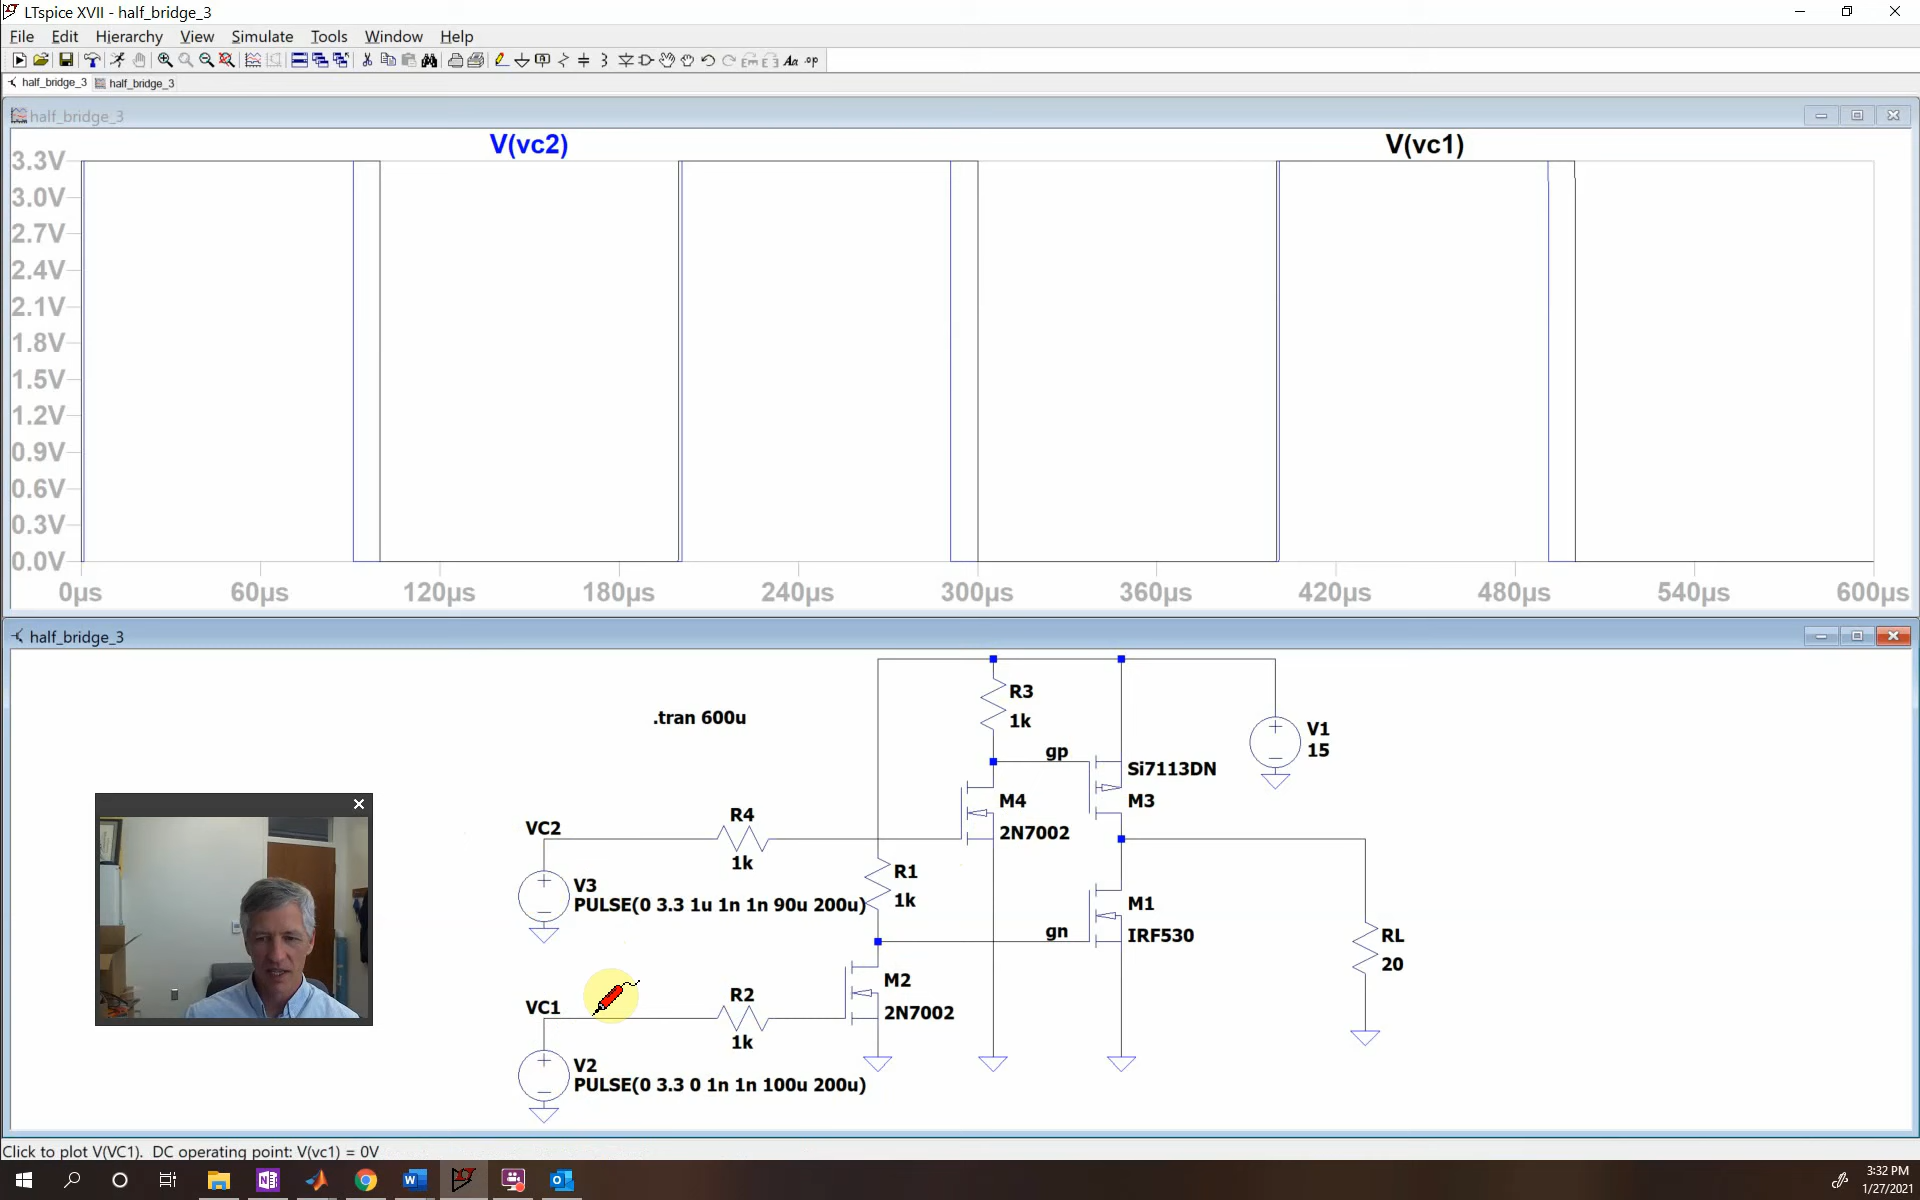 LTspice XVII - half_bridge_3
File Edit Hierarchy View Simulate Tools Window Help
Aa .op
half_bridge_3 half_bridge_3
half_bridge_3
V(vc2) V(vc1)
3.3V
3.0V
2.7V
2.4V
2.1V
1.8V
1.5V
1.2V
0.9V
0.6V
0.3V
0.0V
0µs 60µs 120µs 180µs 240µs 300µs 360µs 420µs 480µs 540µs 600µs
half_bridge_3
.tran 600u
R3
1k
gp
V1
15
Si7113DN
M3
M4
2N7002
VC2
R4
1k
R1
1k
V3
PULSE(0 3.3 1u 1n 1n 90u 200u)
gn
M1
IRF530
RL
20
M2
2N7002
VC1
R2
1k
V2
PULSE(0 3.3 0 1n 1n 100u 200u)
Click to plot V(VC1). DC operating point: V(vc1) = 0V
3:32 PM
1/27/2021